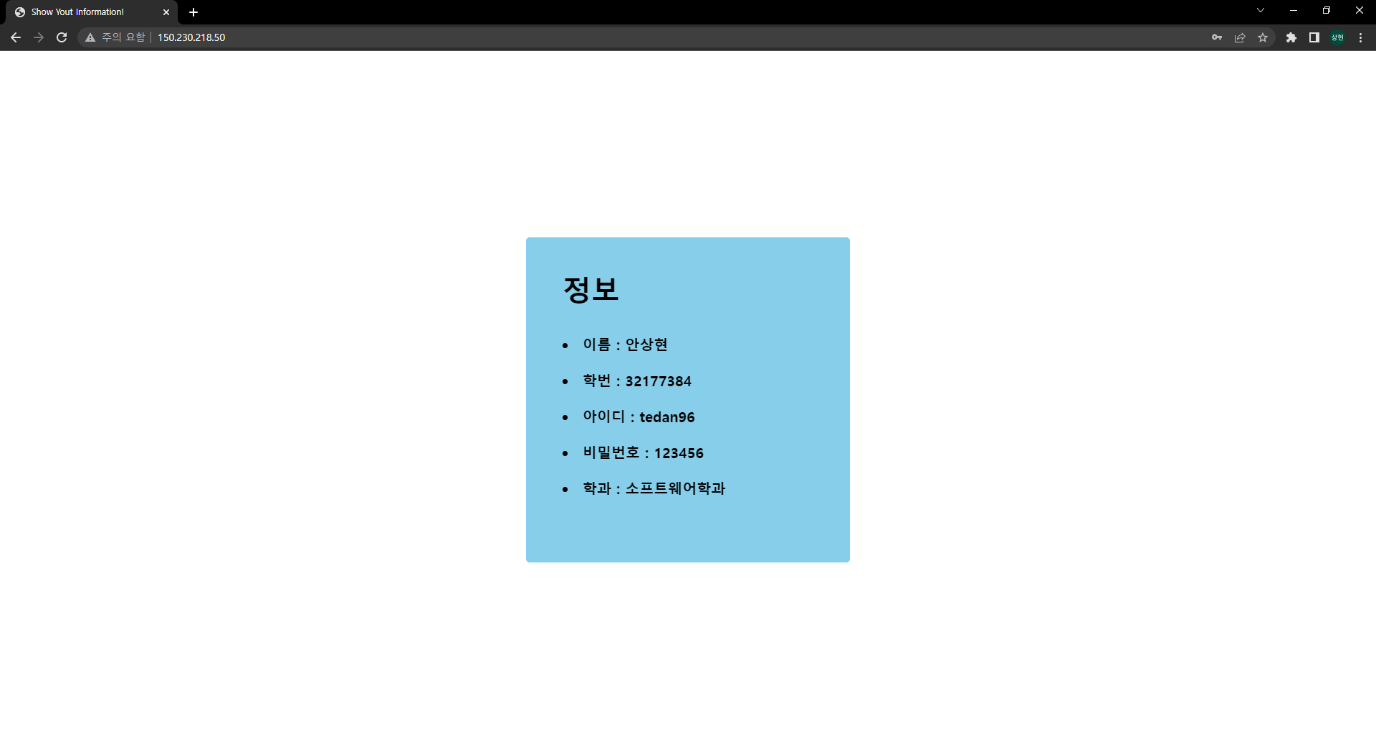 Show Yout Information!
주의 요함 150.230.218.50
상현
정보
이름 : 안상현
학번 : 32177384
아이디 : tedan96
비밀번호 : 123456
학과 : 소프트웨어학과